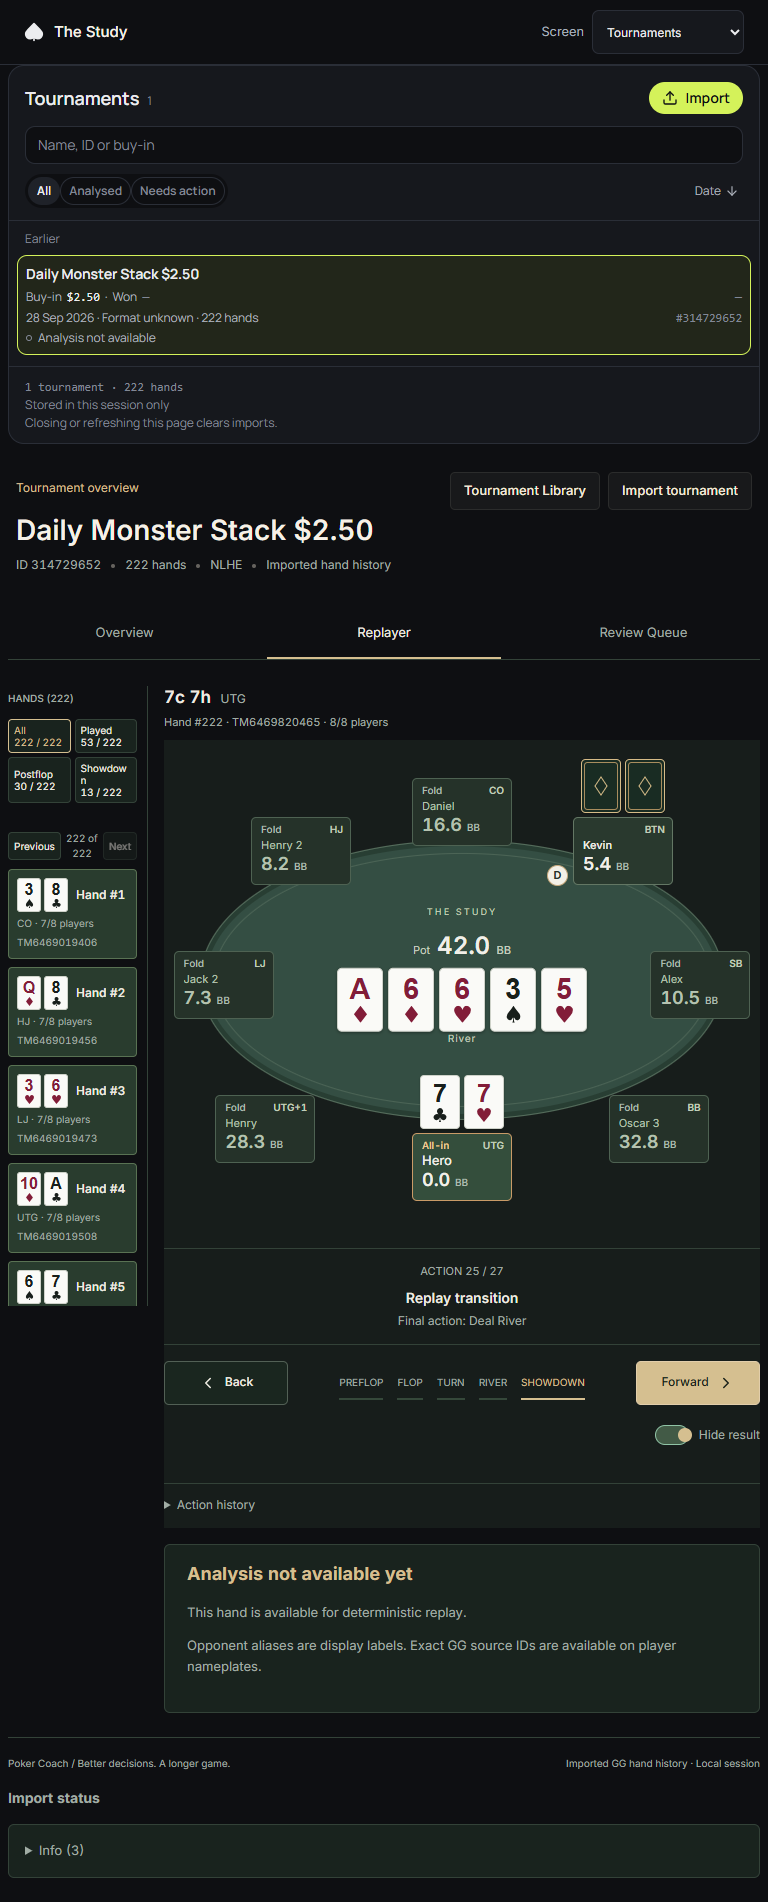 The Study
Screen
Tournaments
Tournaments 1
Import
Name, ID or buy-in
All
Analysed
Needs action
Date ↓
Earlier
Daily Monster Stack $2.50
Buy-in $2.50 · Won —
—
28 Sep 2026 · Format unknown · 222 hands
#314729652
Analysis not available
1 tournament · 222 hands
Stored in this session only
Closing or refreshing this page clears imports.
Tournament overview
Tournament Library
Import tournament
Daily Monster Stack $2.50
ID 314729652 • 222 hands • NLHE • Imported hand history
Overview
Replayer
Review Queue
HANDS (222)
All
222 / 222
Played
53 / 222
Postflop
30 / 222
Showdow
n
13 / 222
Previous
222 of
222
Next
3♠ 8♣ Hand #1
CO · 7/8 players
TM6469019406
Q♦ 8♣ Hand #2
HJ · 7/8 players
TM6469019456
3♥ 6♥ Hand #3
LJ · 7/8 players
TM6469019473
10♦ A♣ Hand #4
UTG · 7/8 players
TM6469019508
6♠ 7♣ Hand #5
7c 7h UTG
Hand #222 · TM6469820465 · 8/8 players
Fold CO
Daniel
16.6 BB
Fold HJ
Henry 2
8.2 BB
BTN
Kevin
5.4 BB
D
THE STUDY
Pot 42.0 BB
Fold LJ
Jack 2
7.3 BB
A♦ 6♦ 6♥ 3♠ 5♥
River
Fold SB
Alex
10.5 BB
7♣ 7♥
Fold UTG+1
Henry
28.3 BB
All-in UTG
Hero
0.0 BB
Fold BB
Oscar 3
32.8 BB
ACTION 25 / 27
Replay transition
Final action: Deal River
Back
PREFLOP
FLOP
TURN
RIVER
SHOWDOWN
Forward
Hide result
Action history
Analysis not available yet
This hand is available for deterministic replay.
Opponent aliases are display labels. Exact GG source IDs are available on player
nameplates.
Poker Coach / Better decisions. A longer game.
Imported GG hand history · Local session
Import status
Info (3)